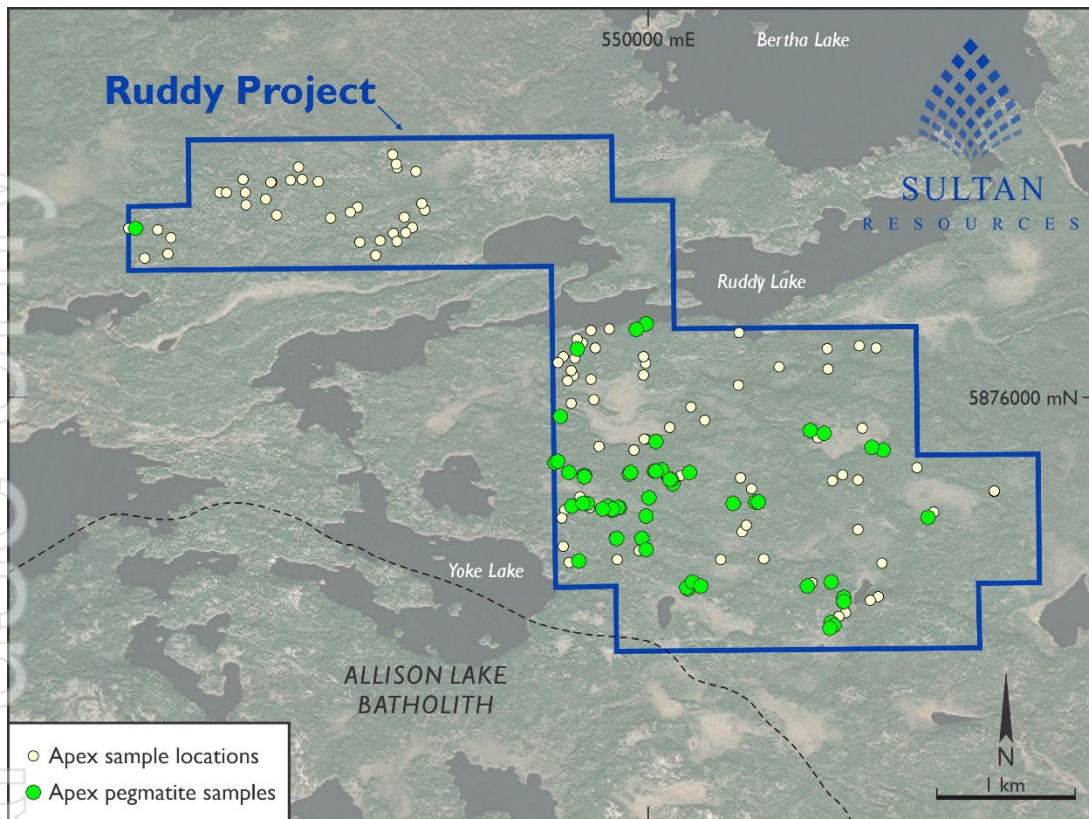 550000 mE
Bertha Lake
Ruddy Project
SULTAN
RESOURCES
Ruddy Lake
5876000 mN
Yoke Lake
ALLISON LAKE
BATHOLITH
Apex sample locations
Apex pegmatite samples
N
1 km